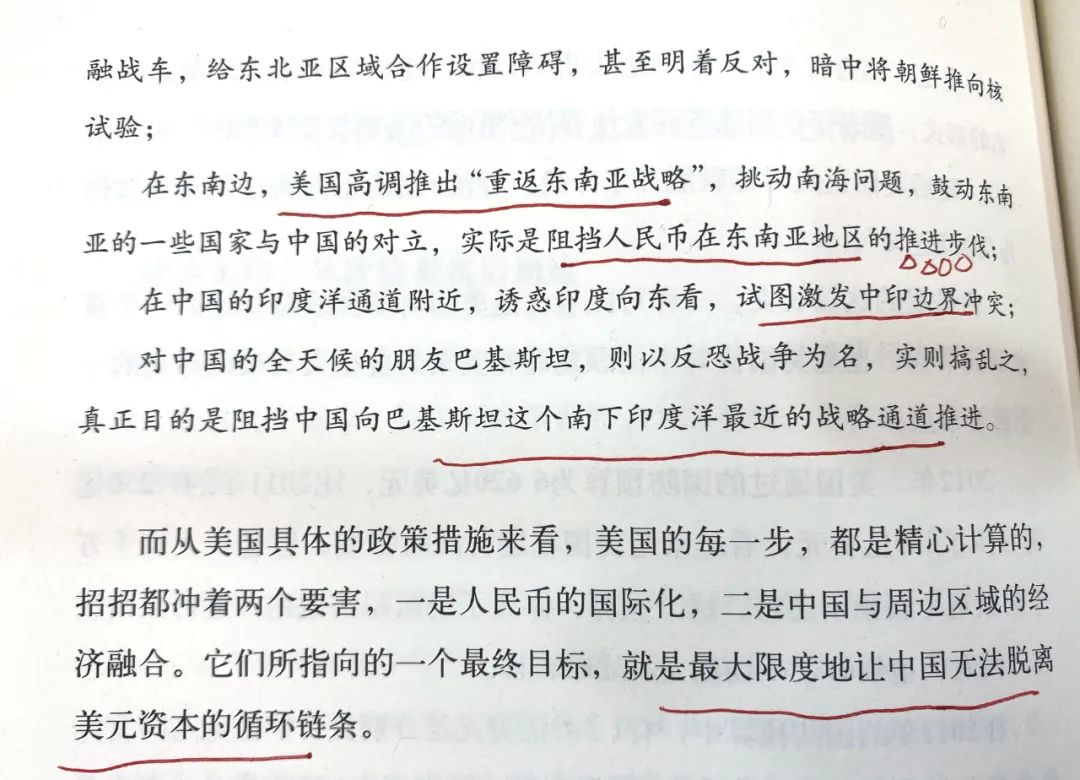 融战车，给东北亚区域合作设置障碍，甚至明着反对，暗中将朝鲜推向核
试验；
在东南边，美国高调推出“重返东南亚战略”，挑动南海问题，鼓动东南
亚的一些国家与中国的对立，实际是阻挡人民币在东南亚地区的推进步伐；
在中国的印度洋通道附近，诱惑印度向东看，试图激发中印边界冲突；
对中国的全天候的朋友巴基斯坦，则以反恐战争为名，实则搞乱之，
真正目的是阻挡中国向巴基斯坦这个南下印度洋最近的战略通道推进。
而从美国具体的政策措施来看，美国的每一步，都是精心计算的，
招招都冲着两个要害，一是人民币的国际化，二是中国与周边区域的经
济融合。它们所指向的一个最终目标，就是最大限度地让中国无法脱离
美元资本的循环链条。